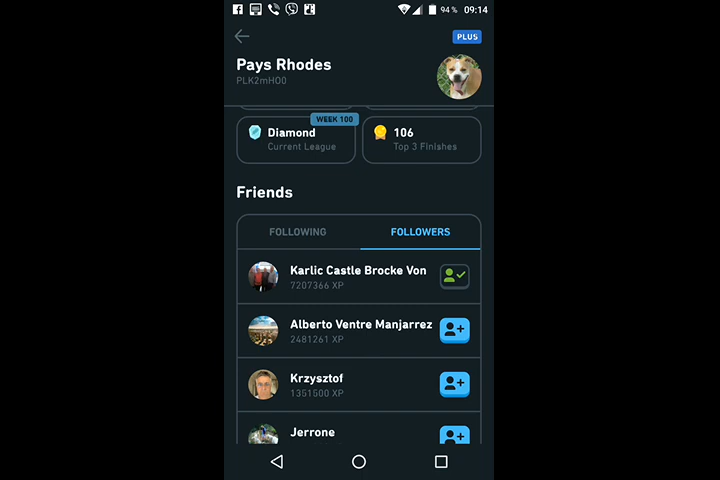 94 % 09:14
PLUS
Pays Rhodes
PLK2mHO0
WEEK 100
Diamond
Current League
106
Top 3 Finishes
Friends
FOLLOWING
FOLLOWERS
Karlic Castle Brocke Von
7207366 XP
Alberto Ventre Manjarrez
2481261 XP
Krzysztof
1351500 XP
Jerrone